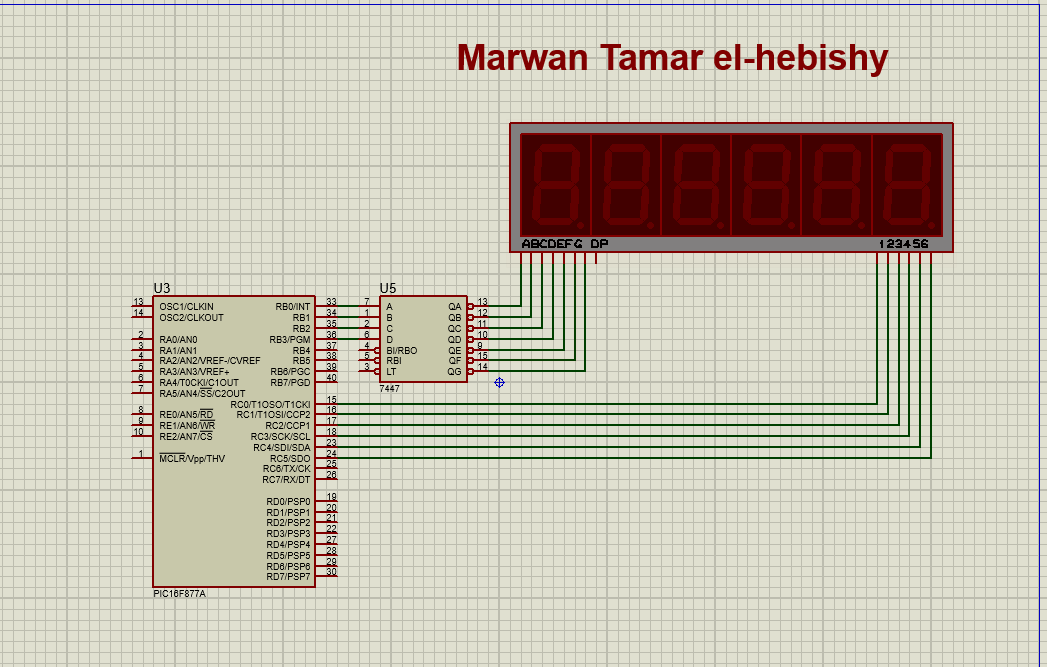 Marwan Tamar el-hebishy
ABCDEFG DP
123456
U3
U5
13 OSC1/CLKIN
14 OSC2/CLKOUT
2 RA0/AN0
3 RA1/AN1
4 RA2/AN2/VREF-/CVREF
5 RA3/AN3/VREF+
6 RA4/T0CKI/C1OUT
7 RA5/AN4/SS/C2OUT
8 RE0/AN5/RD
9 RE1/AN6/WR
10 RE2/AN7/CS
1 MCLR/Vpp/THV
RB0/INT 33
RB1 34
RB2 35
RB3/PGM 36
RB4 37
RB5 38
RB6/PGC 39
RB7/PGD 40
RC0/T1OSO/T1CKI 15
RC1/T1OSI/CCP2 16
RC2/CCP1 17
RC3/SCK/SCL 18
RC4/SDI/SDA 23
RC5/SDO 24
RC6/TX/CK 25
RC7/RX/DT 26
RD0/PSP0 19
RD1/PSP1 20
RD2/PSP2 21
RD3/PSP3 22
RD4/PSP4 27
RD5/PSP5 28
RD6/PSP6 29
RD7/PSP7 30
PIC16F877A
7 A QA 13
1 B QB 12
2 C QC 11
6 D QD 10
4 BI/RBO QE 9
5 RBI QF 15
3 LT QG 14
7447